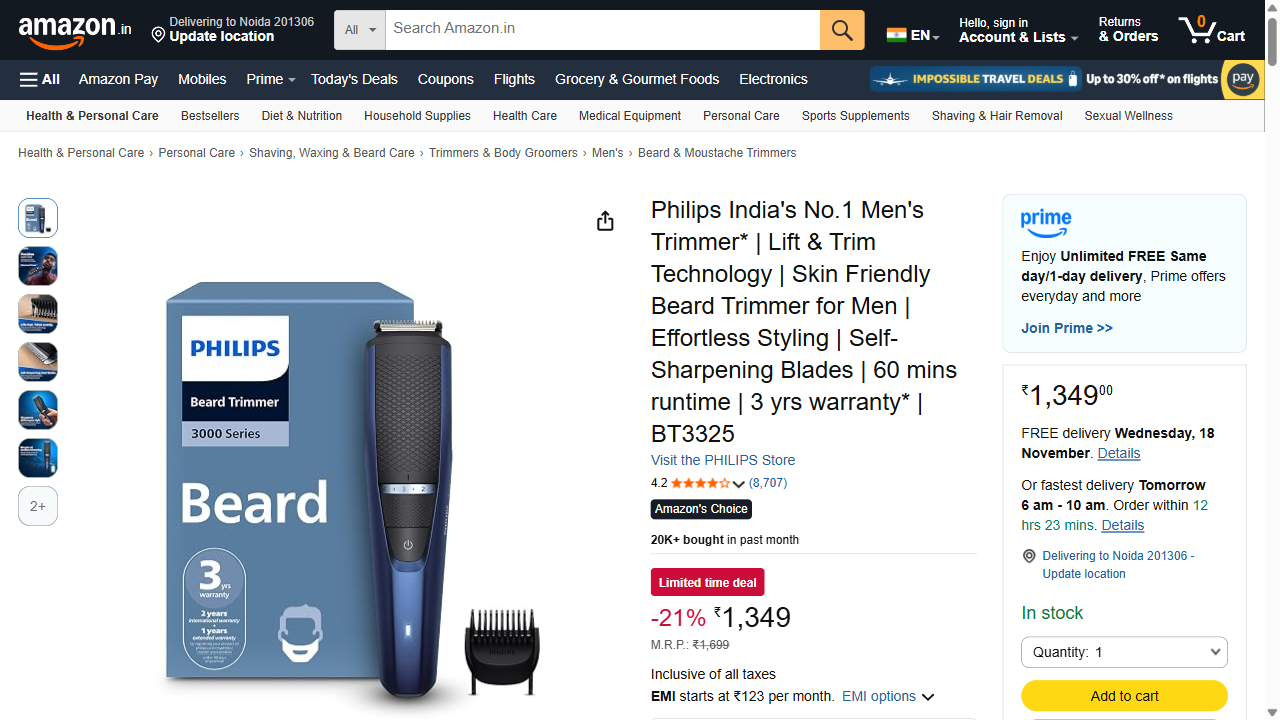 amazon.in
Delivering to Noida 201306
Update location
All
Search Amazon.in
EN
Hello, sign in
Account & Lists
Returns
& Orders
0
Cart
All
Amazon Pay
Mobiles
Prime
Today's Deals
Coupons
Flights
Grocery & Gourmet Foods
Electronics
IMPOSSIBLE TRAVEL DEALS
Up to 30% off* on flights
pay
Health & Personal Care
Bestsellers
Diet & Nutrition
Household Supplies
Health Care
Medical Equipment
Personal Care
Sports Supplements
Shaving & Hair Removal
Sexual Wellness
Health & Personal Care › Personal Care › Shaving, Waxing & Beard Care › Trimmers & Body Groomers › Men's › Beard & Moustache Trimmers
2+
PHILIPS
Beard Trimmer
3000 Series
Beard
3 yrs
warranty
2 years
international warranty
+
1 years
extended warranty
Philips India's No.1 Men's
Trimmer* | Lift & Trim
Technology | Skin Friendly
Beard Trimmer for Men |
Effortless Styling | Self-
Sharpening Blades | 60 mins
runtime | 3 yrs warranty* |
BT3325
Visit the PHILIPS Store
4.2 (8,707)
Amazon's Choice
20K+ bought in past month
Limited time deal
-21% ₹1,349
M.R.P.: ₹1,699
Inclusive of all taxes
EMI starts at ₹123 per month. EMI options
prime
Enjoy Unlimited FREE Same
day/1-day delivery, Prime offers
everyday and more
Join Prime >>
₹1,34900
FREE delivery Wednesday, 18
November. Details
Or fastest delivery Tomorrow
6 am - 10 am. Order within 12
hrs 23 mins. Details
Delivering to Noida 201306 -
Update location
In stock
Quantity: 1
Add to cart